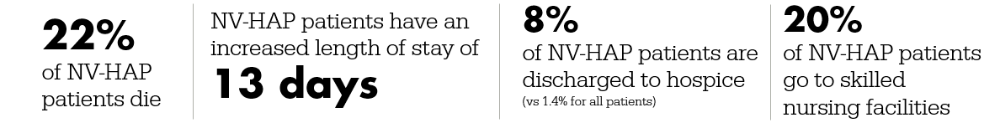 22%
of NV-HAP
patients die
NV-HAP patients have an
increased length of stay of
13 days
8%
of NV-HAP patients are
discharged to hospice
(vs 1.4% for all patients)
20%
of NV-HAP patients
go to skilled
nursing facilities